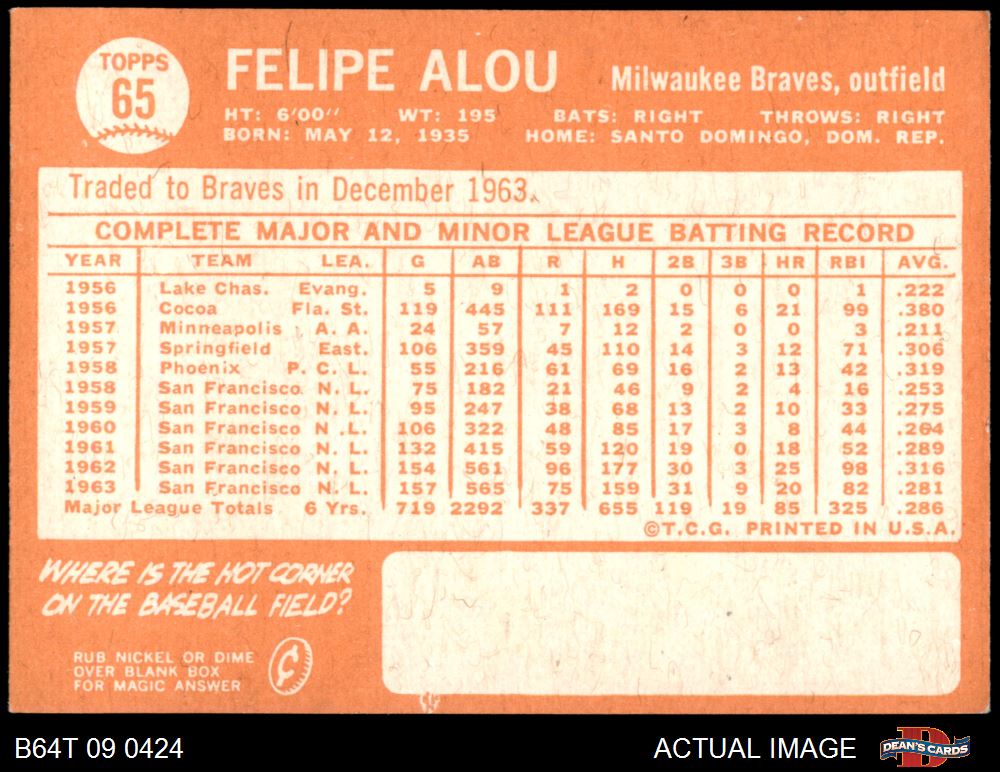 TOPPS
65
FELIPE ALOU Milwaukee Braves, outfield
HT: 6'00" WT: 195 BATS: RIGHT THROWS: RIGHT
BORN: MAY 12, 1935 HOME: SANTO DOMINGO, DOM. REP.
Traded to Braves in December 1963.
COMPLETE MAJOR AND MINOR LEAGUE BATTING RECORD
YEAR TEAM LEA. G AB R H 2B 3B HR RBI AVG.
1956 Lake Chas. Evang. 5 9 1 2 0 0 0 1 .222
1956 Cocoa Fla. St. 119 445 111 169 15 6 21 99 .380
1957 Minneapolis A. A. 24 57 7 12 2 0 0 3 .211
1957 Springfield East. 106 359 45 110 14 3 12 71 .306
1958 Phoenix P. C. L. 55 216 61 69 16 2 13 42 .319
1958 San Francisco N. L. 75 182 21 46 9 2 4 16 .253
1959 San Francisco N. L. 95 247 38 68 13 2 10 33 .275
1960 San Francisco N .L. 106 322 48 85 17 3 8 44 .264
1961 San Francisco N. L. 132 415 59 120 19 0 18 52 .289
1962 San Francisco N. L. 154 561 96 177 30 3 25 98 .316
1963 San Francisco N. L. 157 565 75 159 31 9 20 82 .281
Major League Totals 6 Yrs. 719 2292 337 655 119 19 85 325 .286
©T.C.G. PRINTED IN U.S.A.
WHERE IS THE HOT CORNER
ON THE BASEBALL FIELD?
RUB NICKEL OR DIME
OVER BLANK BOX
FOR MAGIC ANSWER
¢
B64T 09 0424 ACTUAL IMAGE DEAN'S CARDS